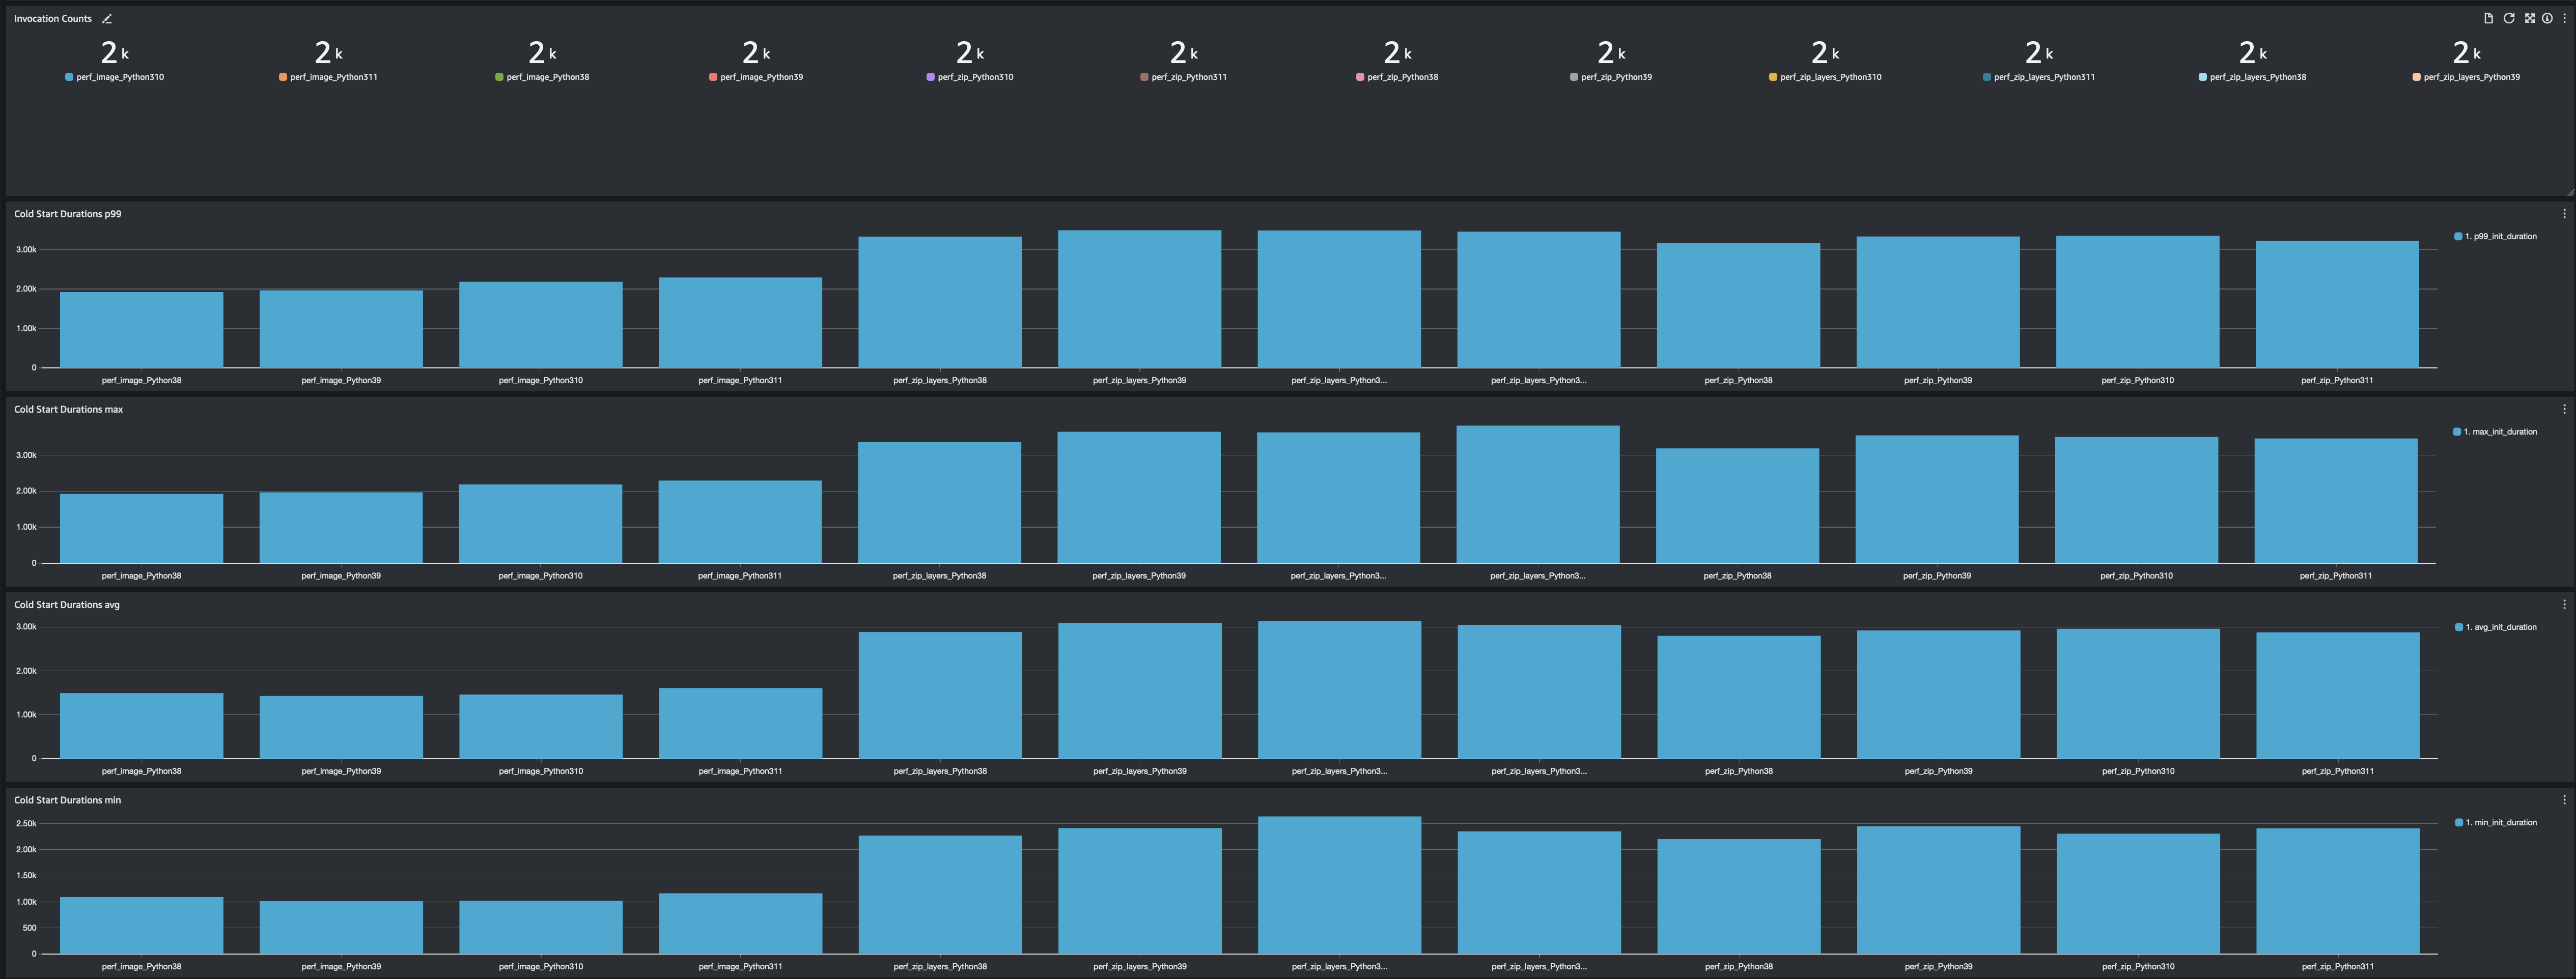 Invocation Counts
2 k 2 k 2 k 2 k 2 k 2 k 2 k 2 k 2 k 2 k 2 k 2 k
perf_image_Python310 perf_image_Python311 perf_image_Python38 perf_image_Python39 perf_zip_Python310 perf_zip_Python311 perf_zip_Python38 perf_zip_Python39 perf_zip_layers_Python310 perf_zip_layers_Python311 perf_zip_layers_Python38 perf_zip_layers_Python39
Cold Start Durations p99
1. p99_init_duration
3.00k
2.00k
1.00k
0
perf_image_Python38 perf_image_Python39 perf_image_Python310 perf_image_Python311 perf_zip_layers_Python38 perf_zip_layers_Python39 perf_zip_layers_Python3... perf_zip_layers_Python3... perf_zip_Python38 perf_zip_Python39 perf_zip_Python310 perf_zip_Python311
Cold Start Durations max
1. max_init_duration
3.00k
2.00k
1.00k
0
perf_image_Python38 perf_image_Python39 perf_image_Python310 perf_image_Python311 perf_zip_layers_Python38 perf_zip_layers_Python39 perf_zip_layers_Python3... perf_zip_layers_Python3... perf_zip_Python38 perf_zip_Python39 perf_zip_Python310 perf_zip_Python311
Cold Start Durations avg
3.00k 1. avg_init_duration
2.00k
1.00k
0
perf_image_Python38 perf_image_Python39 perf_image_Python310 perf_image_Python311 perf_zip_layers_Python38 perf_zip_layers_Python39 perf_zip_layers_Python3... perf_zip_layers_Python3... perf_zip_Python38 perf_zip_Python39 perf_zip_Python310 perf_zip_Python311
Cold Start Durations min
2.50k 1. min_init_duration
2.00k
1.50k
1.00k
500
0
perf_image_Python38 perf_image_Python39 perf_image_Python310 perf_image_Python311 perf_zip_layers_Python38 perf_zip_layers_Python39 perf_zip_layers_Python3... perf_zip_layers_Python3... perf_zip_Python38 perf_zip_Python39 perf_zip_Python310 perf_zip_Python311